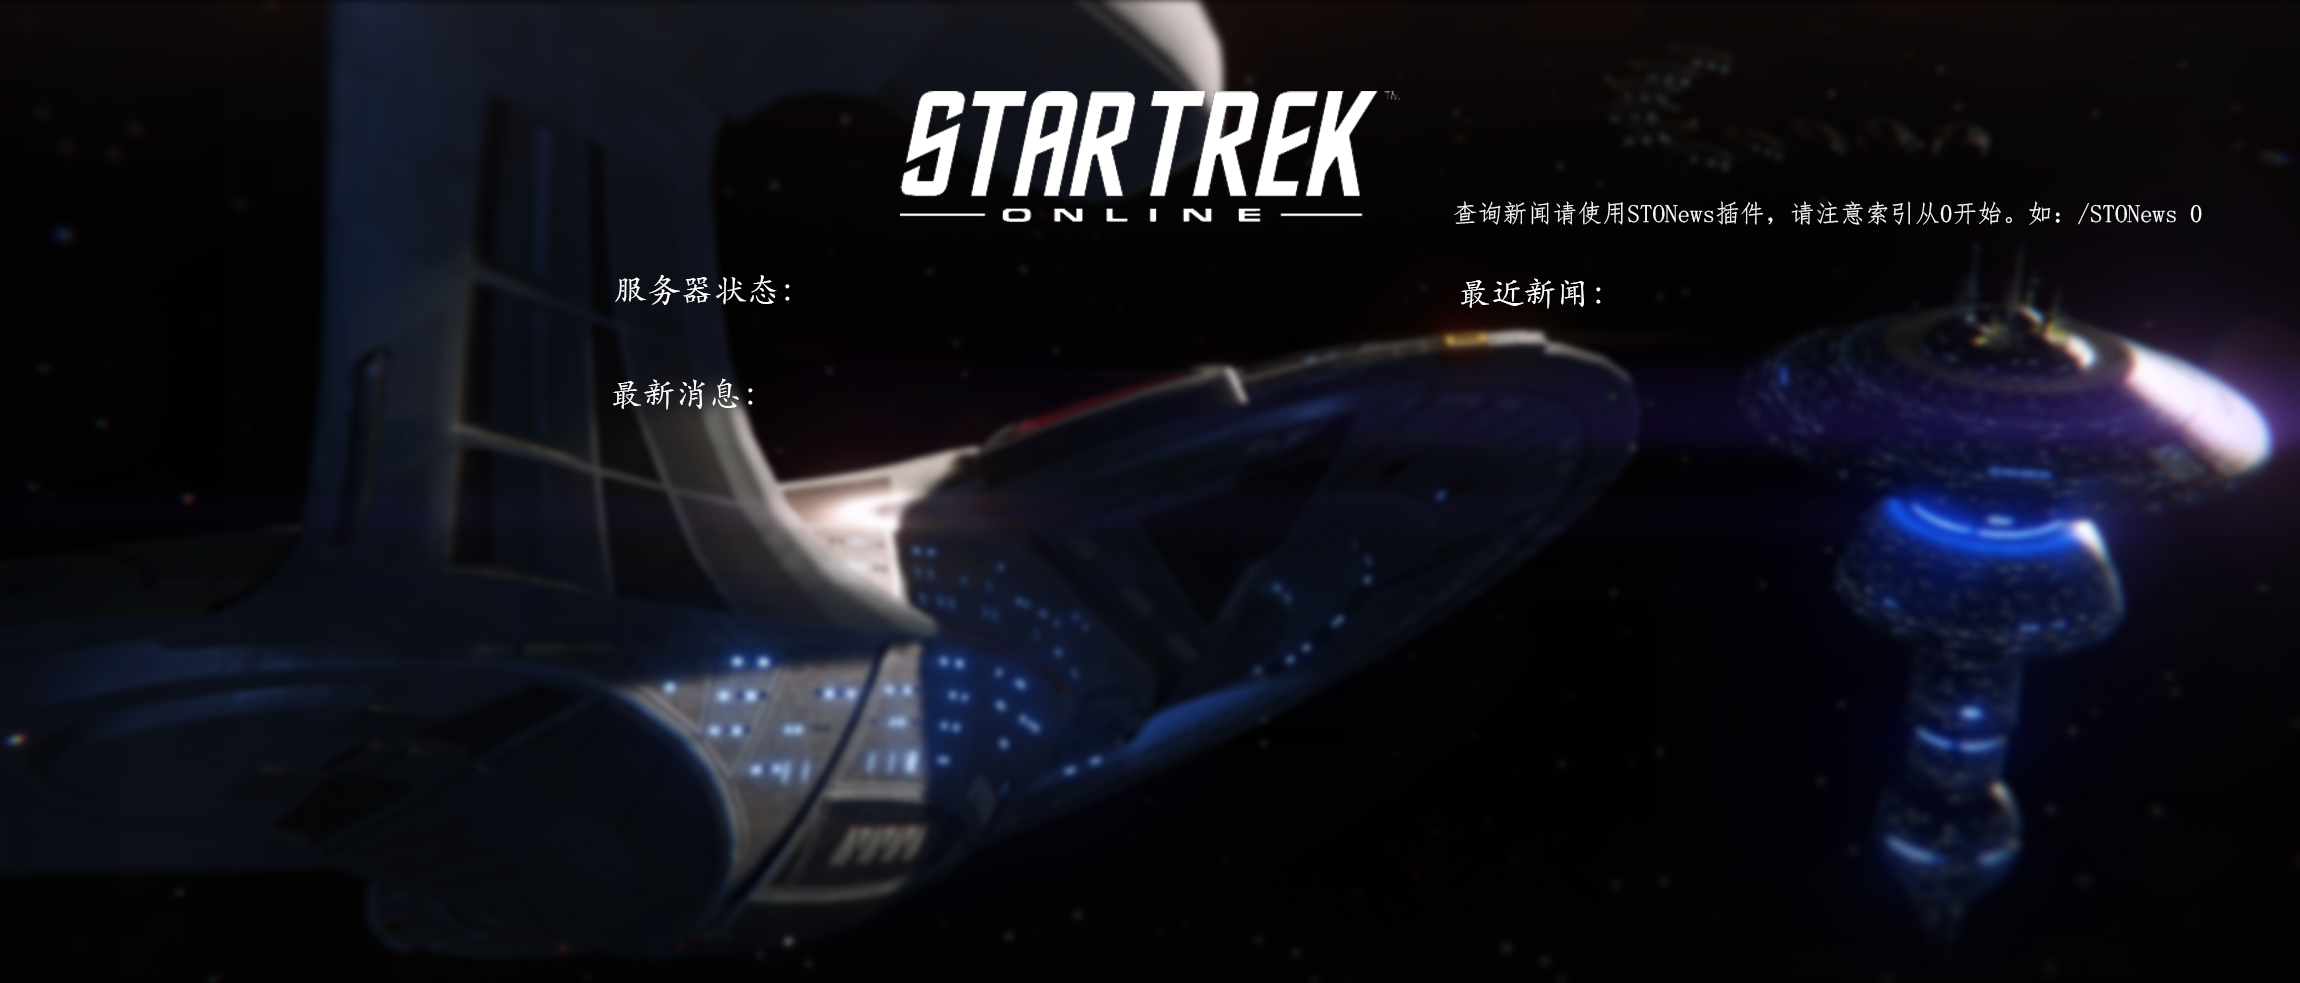 STAR TREK
™
ONLINE
查询新闻请使用STONews插件，请注意索引从0开始。如：/STONews 0
服务器状态：
最近新闻：
最新消息：